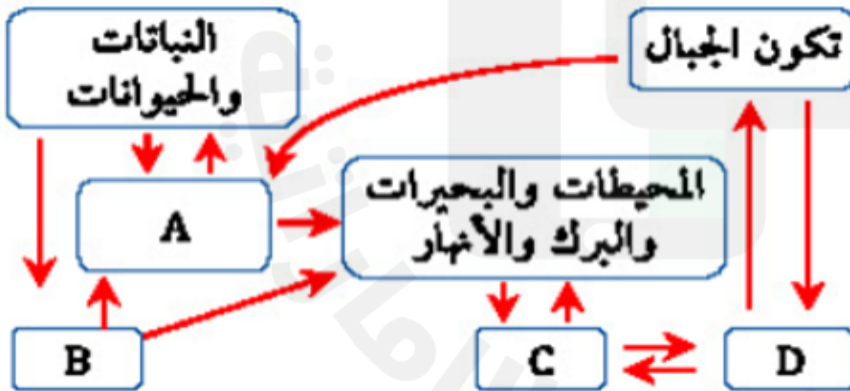 النباتات
والحيوانات
تكون الجبال
A
المحيطات والبحيرات
والبرك والأنهار
B
C
D